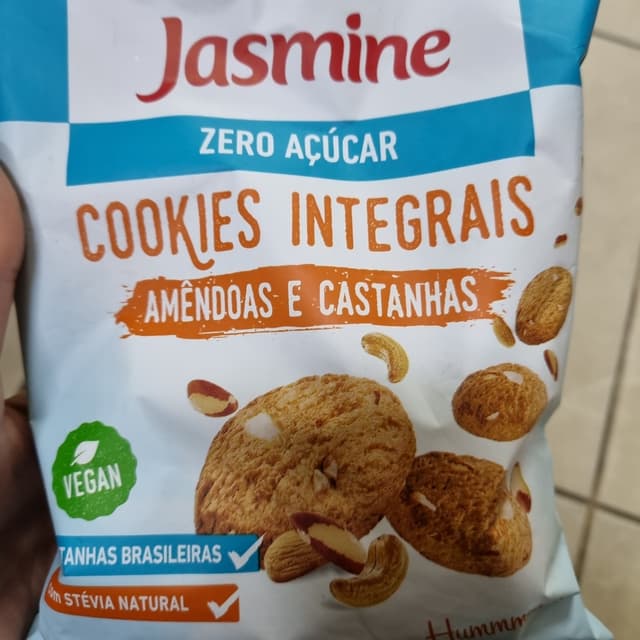 Jasmine
ZERO AÇÚCAR
COOKIES INTEGRAIS
AMÊNDOAS E CASTANHAS
VEGAN
TANHAS BRASILEIRAS
om STÉVIA NATURAL